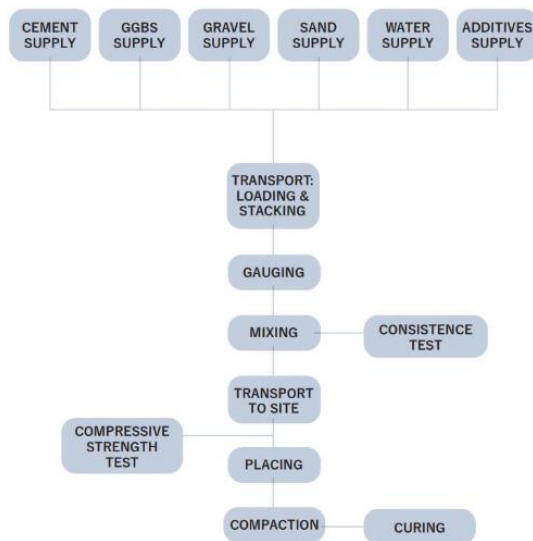 CEMENT
SUPPLY
GGBS
SUPPLY
GRAVEL
SUPPLY
SAND
SUPPLY
WATER
SUPPLY
ADDITIVES
SUPPLY
TRANSPORT:
LOADING &
STACKING
GAUGING
MIXING
CONSISTENCE
TEST
TRANSPORT
TO SITE
COMPRESSIVE
STRENGTH
TEST
PLACING
COMPACTION
CURING